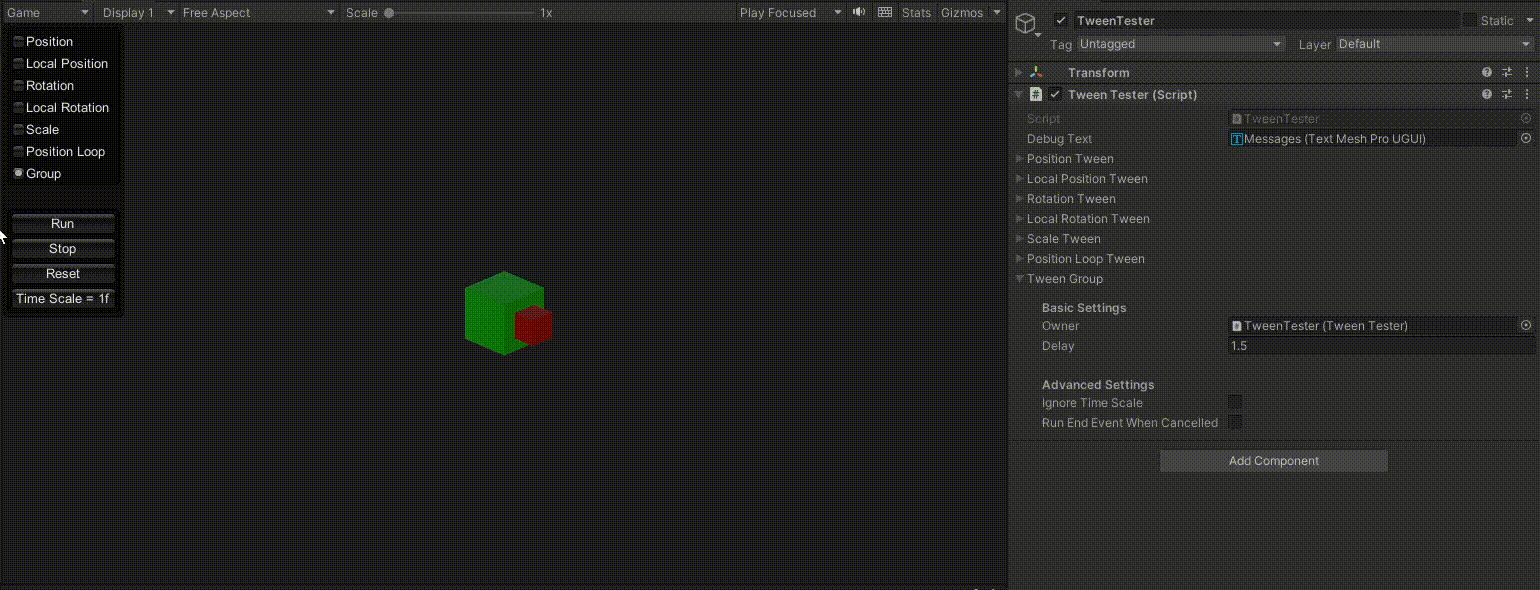 Game Display 1 Free Aspect Scale 1x Play Focused Stats Gizmos
Position
Local Position
Rotation
Local Rotation
Scale
Position Loop
Group
Run
Stop
Reset
Time Scale = 1f
TweenTester Static
Tag Untagged Layer Default
Transform
# Tween Tester (Script)
Script TweenTester
Debug Text Messages (Text Mesh Pro UGUI)
Position Tween
Local Position Tween
Rotation Tween
Local Rotation Tween
Scale Tween
Position Loop Tween
Tween Group
Basic Settings
Owner TweenTester (Tween Tester)
Delay 1.5
Advanced Settings
Ignore Time Scale
Run End Event When Cancelled
Add Component